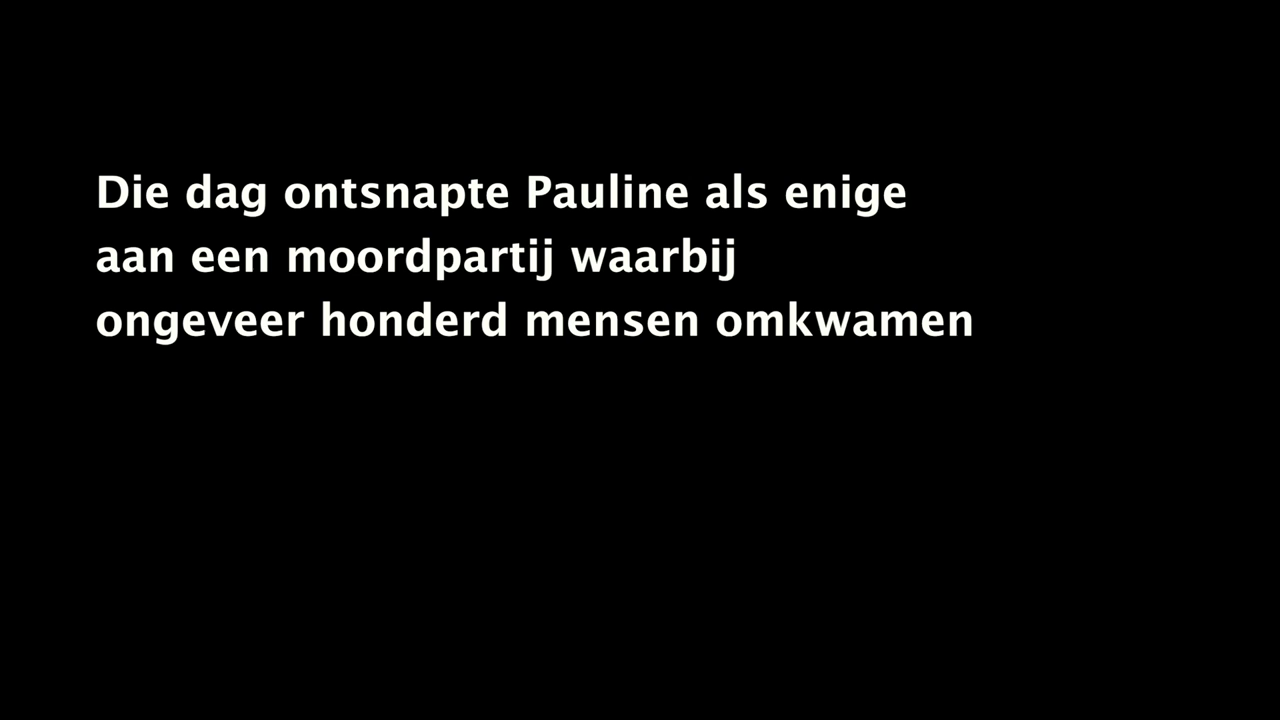 Die dag ontsnapte Pauline als enige
aan een moordpartij waarbij
ongeveer honderd mensen omkwamen